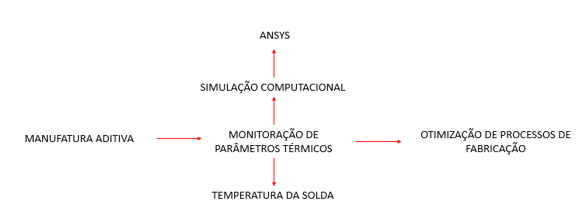 ANSYS
SIMULAÇÃO COMPUTACIONAL
MANUFATURA ADITIVA
MONITORAÇÃO DE
PARÂMETROS TÉRMICOS
OTIMIZAÇÃO DE PROCESSOS DE
FABRICAÇÃO
TEMPERATURA DA SOLDA